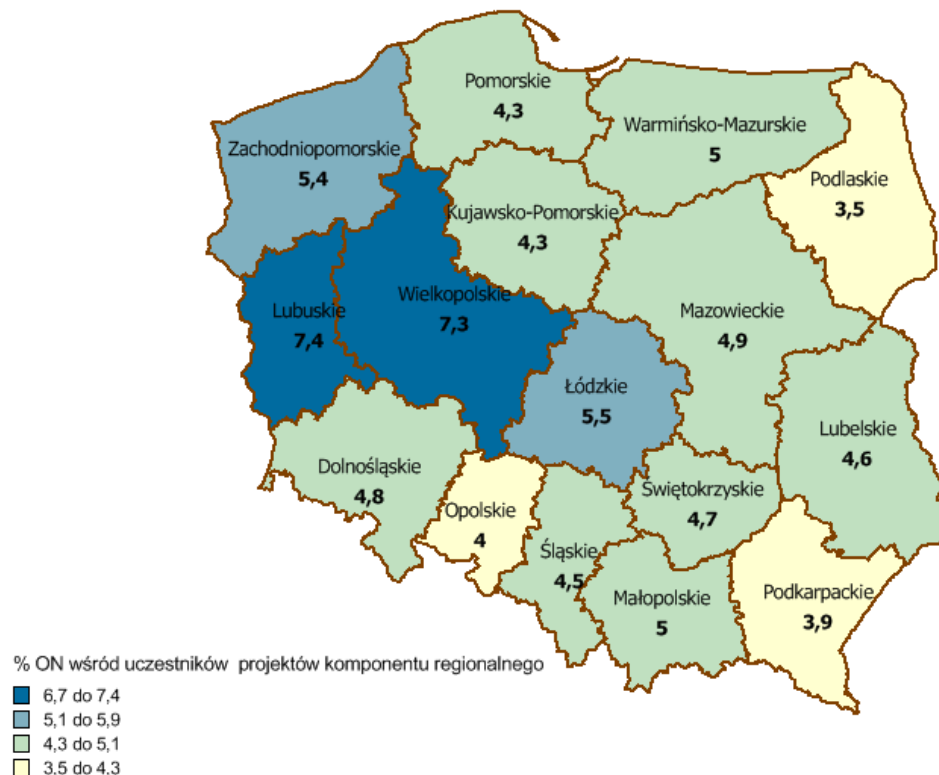 Pomorskie
4,3
Warmińsko-Mazurskie
5
Zachodniopomorskie
5,4
Podlaskie
3,5
Kujawsko-Pomorskie
4,3
Wielkopolskie
7,3
Lubuskie
7,4
Mazowieckie
4,9
Łódzkie
5,5
Lubelskie
4,6
Dolnośląskie
4,8
Świętokrzyskie
4,7
Opolskie
4
Śląskie
4,5
Małopolskie
5
Podkarpackie
3,9
% ON wśród uczestników projektów komponentu regionalnego
6,7 do 7,4
5,1 do 5,9
4,3 do 5,1
3,5 do 4,3